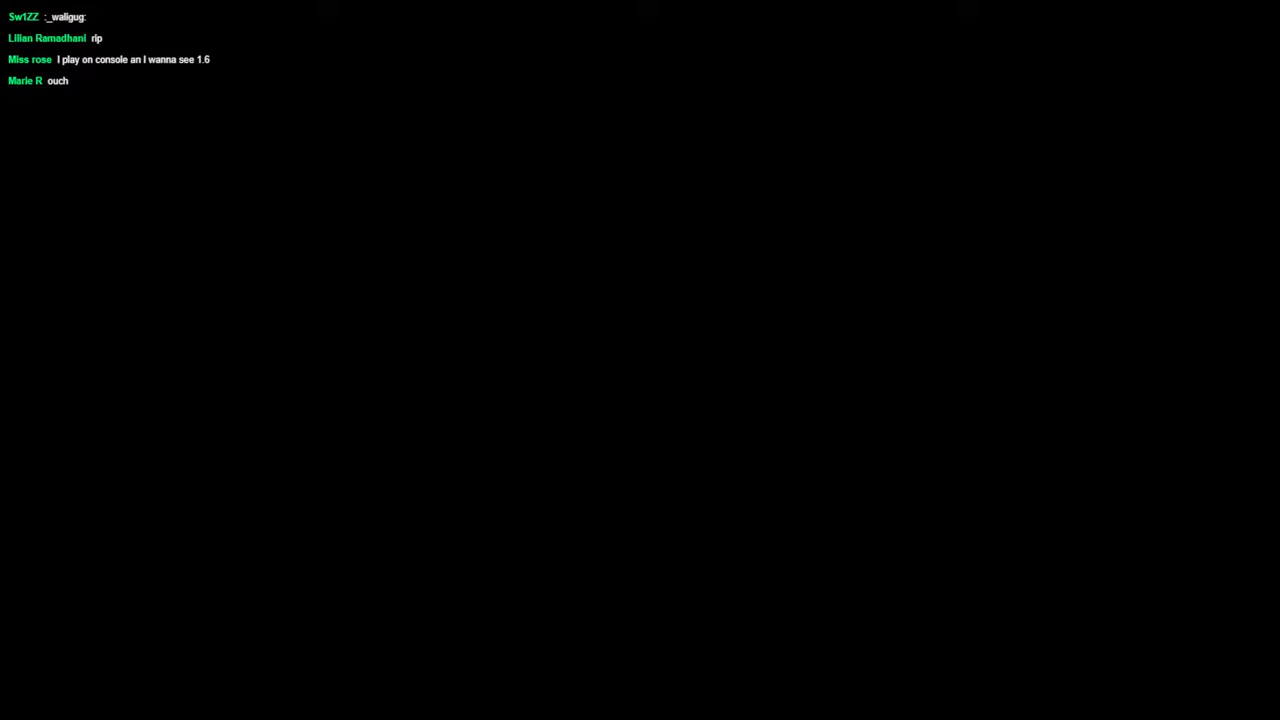 Sw1ZZ :_waligug:
Lilian Ramadhani rip
Miss rose I play on console an I wanna see 1.6
Marie R ouch